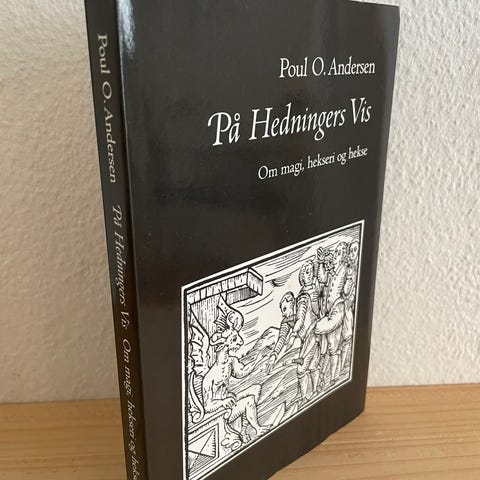 Poul O. Andersen
På Hedningers Vis
Om magi, hekseri og hekse
Poul O. Andersen På Hedningers Vis Om magi, hekseri og hekse